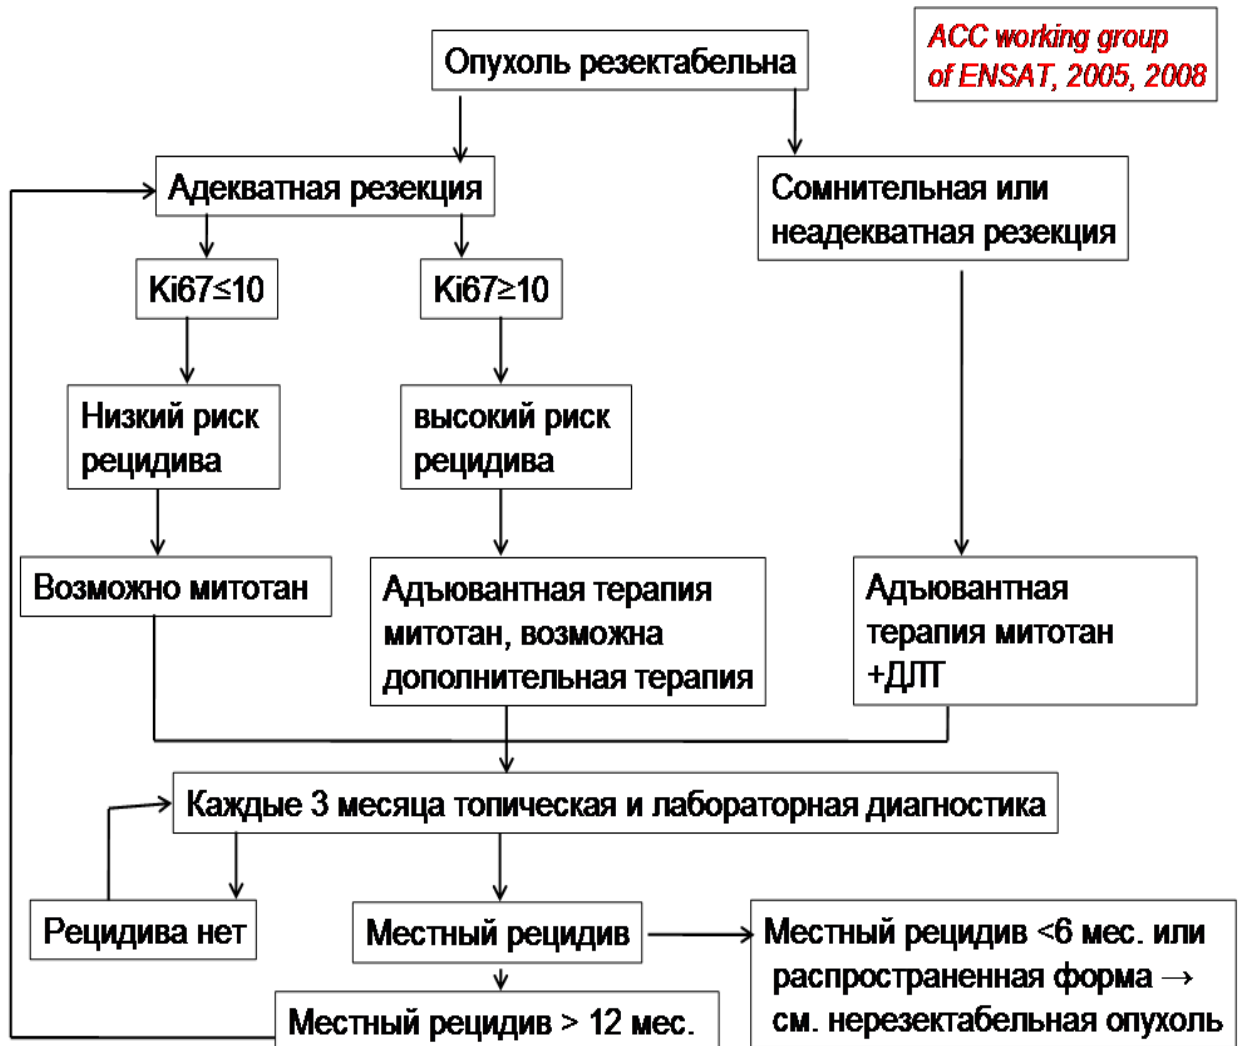 Опухоль резектабельна
ACC working group
of ENSAT, 2005, 2008
Адекватная резекция
Сомнительная или
неадекватная резекция
Ki67≤10
Ki67≥10
Низкий риск
рецидива
высокий риск
рецидива
Возможно митотан
Адъювантная терапия
митотан, возможна
дополнительная терапия
Адъювантная
терапия митотан
+ДЛТ
Каждые 3 месяца топическая и лабораторная диагностика
Рецидива нет
Местный рецидив
Местный рецидив <6 мес. или
распространенная форма →
см. нерезектабельная опухоль
Местный рецидив > 12 мес.